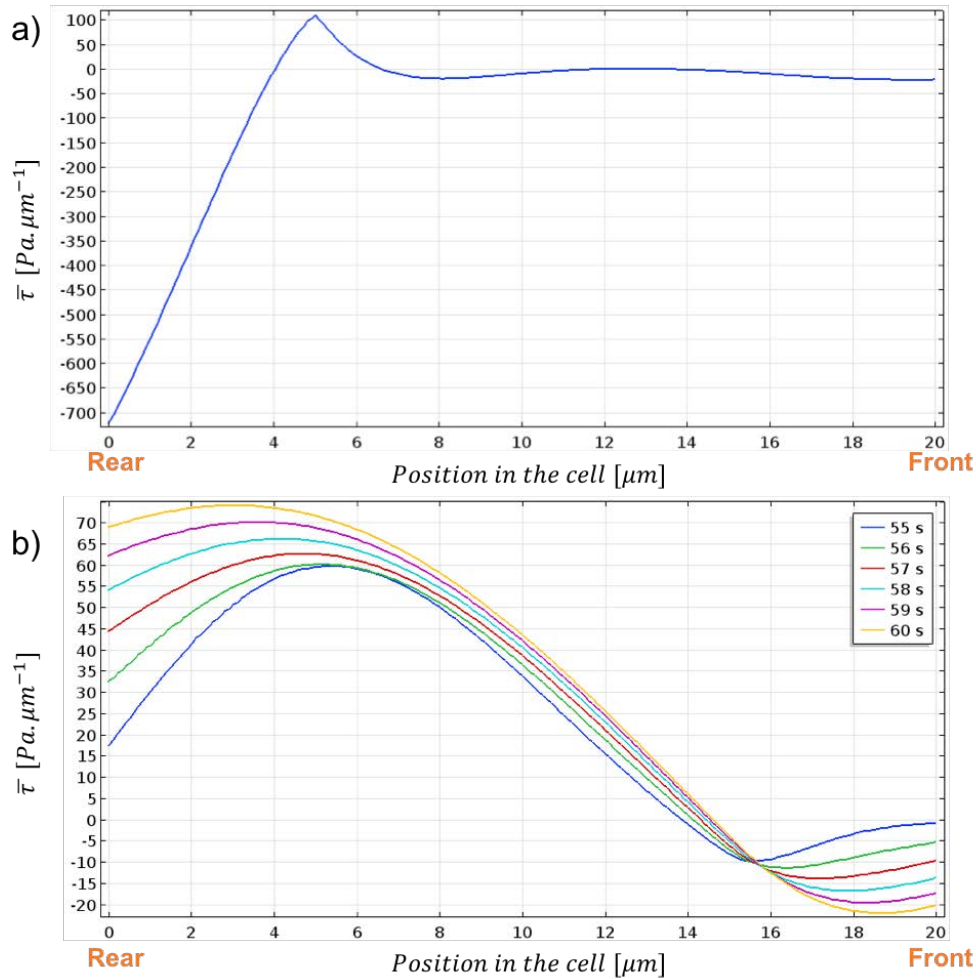 a)
100
50
0
-50
-100
-150
-200
-250
-300
-350
-400
-450
-500
-550
-600
-650
-700
τ̅ [Pa.μm⁻¹]
0 2 4 6 8 10 12 14 16 18 20
Rear Front
Position in the cell [μm]
b)
70
65
60
55
50
45
40
35
30
25
20
15
10
5
0
-5
-10
-15
-20
τ̅ [Pa.μm⁻¹]
55 s
56 s
57 s
58 s
59 s
60 s
0 2 4 6 8 10 12 14 16 18 20
Rear Front
Position in the cell [μm]